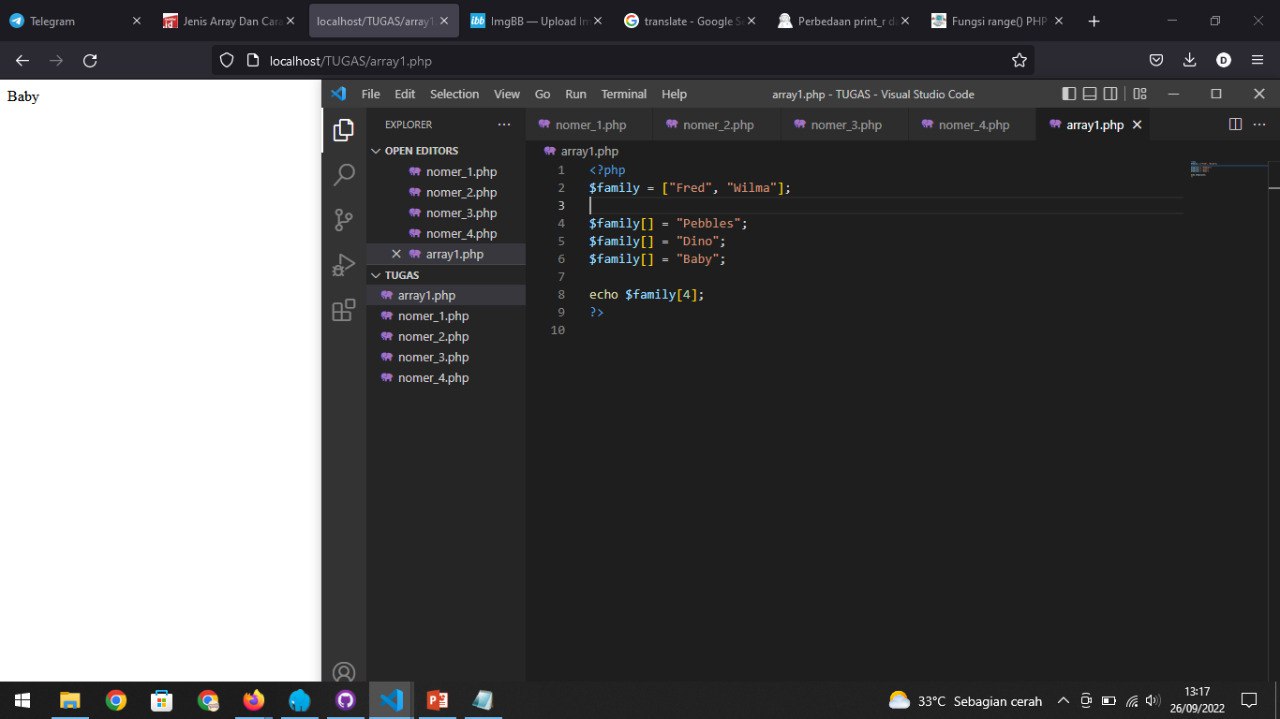 Telegram
Jenis Array Dan Cara
localhost/TUGAS/array1.
ImgBB — Upload Im
translate - Google Se
Perbedaan print_r d
Fungsi range() PHP
localhost/TUGAS/array1.php
D
Baby
File Edit Selection View Go Run Terminal Help
array1.php - TUGAS - Visual Studio Code
EXPLORER
nomer_1.php
nomer_2.php
nomer_3.php
nomer_4.php
array1.php
OPEN EDITORS
nomer_1.php
nomer_2.php
nomer_3.php
nomer_4.php
array1.php
TUGAS
array1.php
nomer_1.php
nomer_2.php
nomer_3.php
nomer_4.php
array1.php
1 <?php
2 $family = ["Fred", "Wilma"];
3
4 $family[] = "Pebbles";
5 $family[] = "Dino";
6 $family[] = "Baby";
7
8 echo $family[4];
9 ?>
10
33°C Sebagian cerah
13:17
26/09/2022